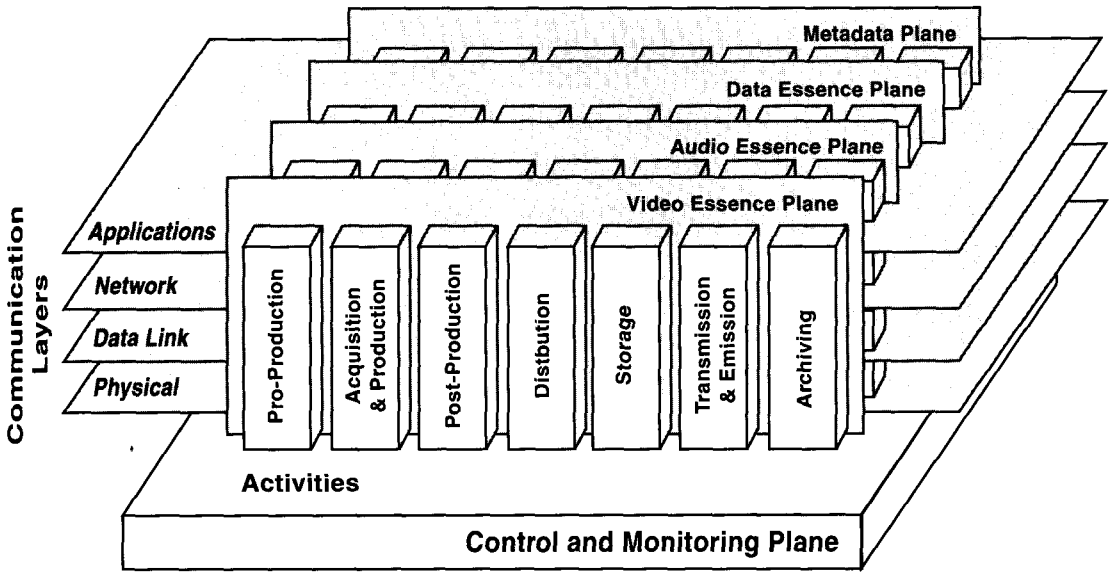 Metadata Plane
Data Essence Plane
Audio Essence Plane
Video Essence Plane
Communication
Layers
Applications
Network
Data Link
Physical
Pro-Production
Acquisition
& Production
Post-Production
Distbution
Storage
Transmission
& Emission
Archiving
Activities
Control and Monitoring Plane